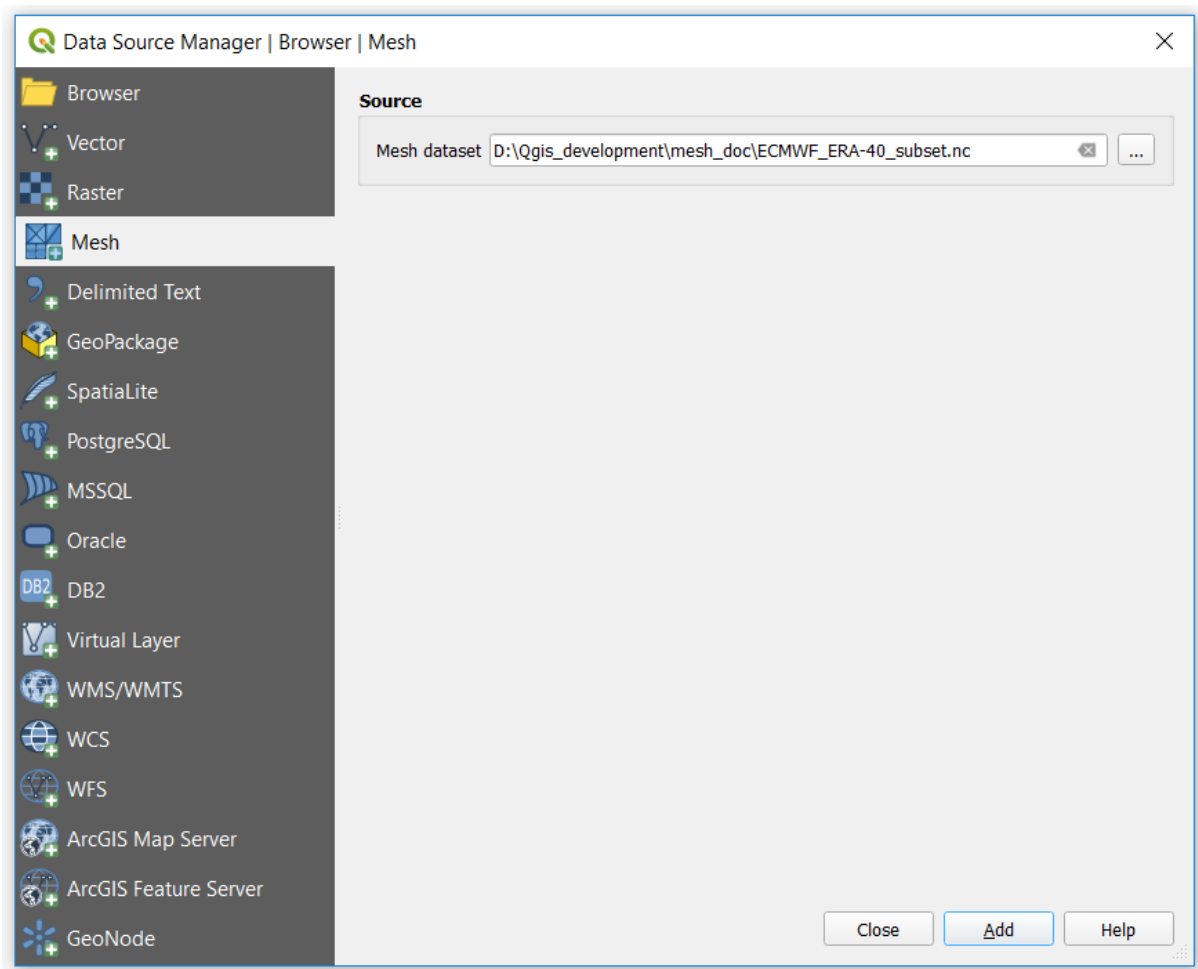 Data Source Manager | Browser | Mesh
Browser
Vector
Raster
Mesh
Delimited Text
GeoPackage
SpatiaLite
PostgreSQL
MSSQL
Oracle
DB2 DB2
Virtual Layer
WMS/WMTS
WCS
WFS
ArcGIS Map Server
ArcGIS Feature Server
GeoNode
Source
Mesh dataset D:\Qgis_development\mesh_doc\ECMWF_ERA-40_subset.nc ...
Close Add Help